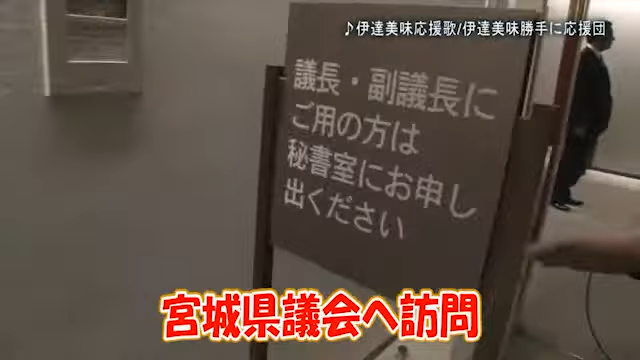 ♪伊達美味応援歌/伊達美味勝手に応援団
議長・副議長に
ご用の方は
秘書室にお申し
出ください
宮城県議会へ訪問